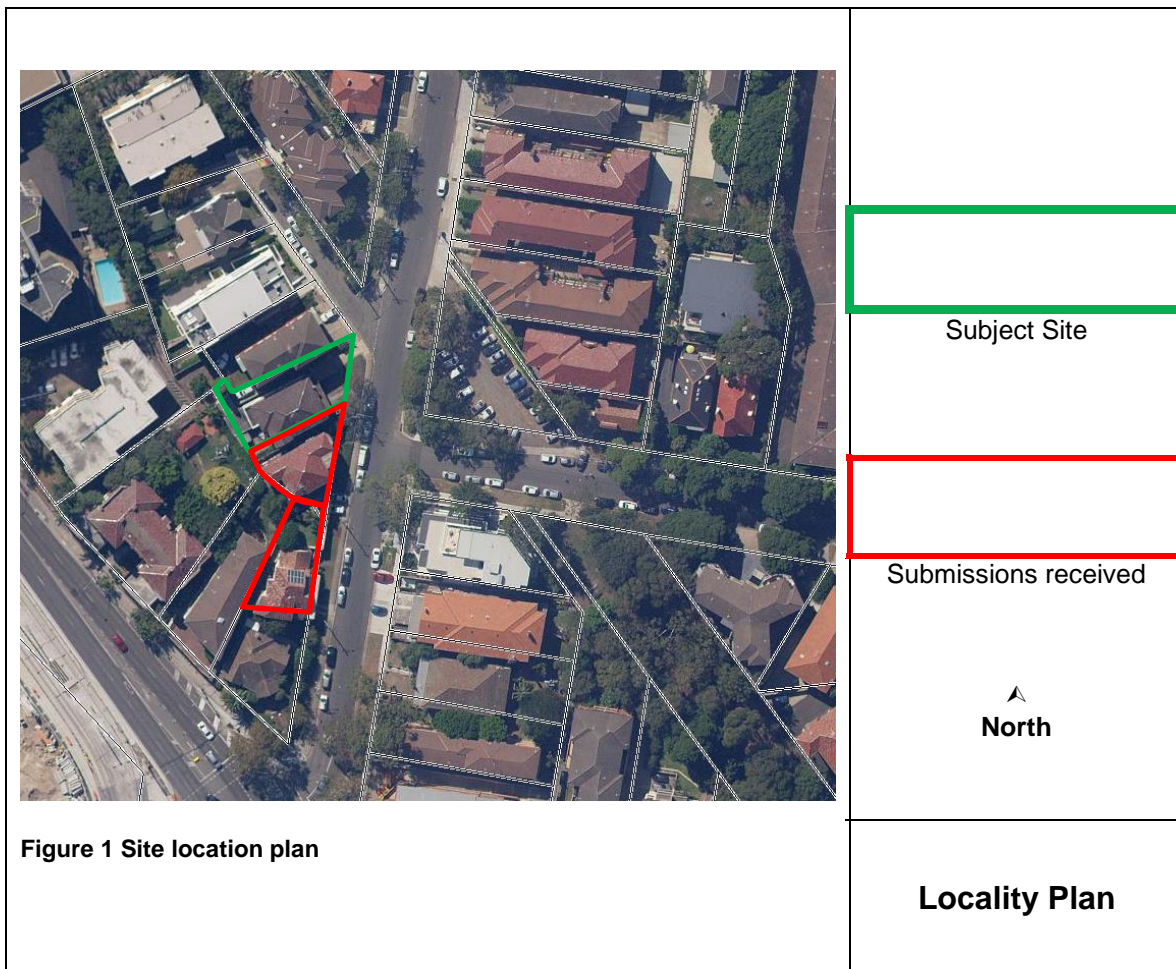 Subject Site
Submissions received
North
Figure 1 Site location plan
Locality Plan